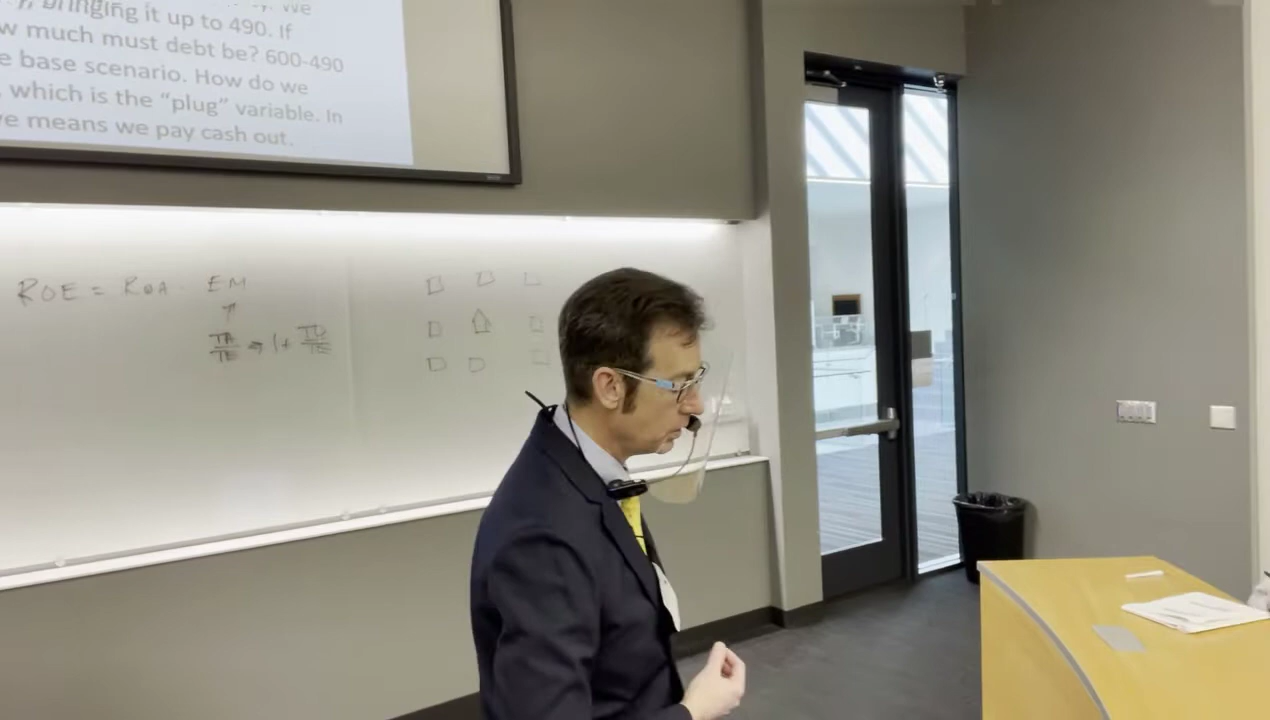 , bringing it up to 490. If
w much must debt be? 600-490
e base scenario. How do we
, which is the “plug” variable. In
ve means we pay cash out.
ROE = ROA · EM
↑
TA/TE ⇒ 1 + TD/TE